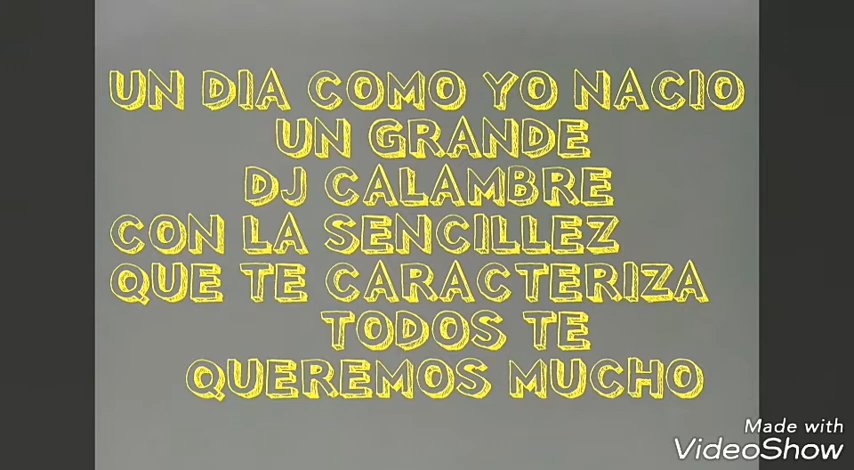 UN DIA COMO YO NACIO
UN GRANDE
DJ CALAMBRE
CON LA SENCILLEZ
QUE TE CARACTERIZA
TODOS TE
QUEREMOS MUCHO
Made with
VideoShow